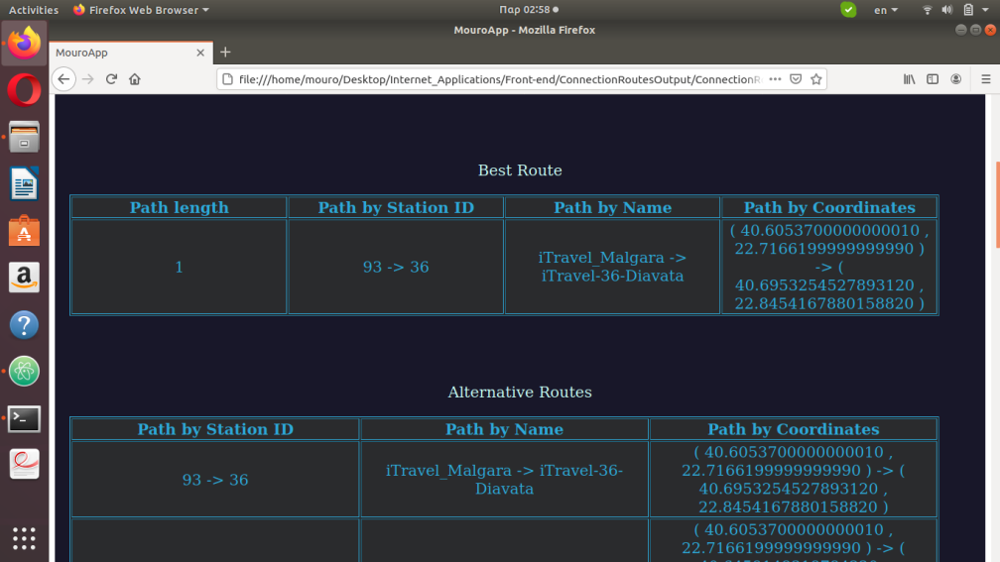 Activities Firefox Web Browser Παρ 02:58 en
MouroApp - Mozilla Firefox
MouroApp
file:///home/mouro/Desktop/Internet_Applications/Front-end/ConnectionRoutesOutput/ConnectionR
Best Route
Path length Path by Station ID Path by Name Path by Coordinates
1 93 -> 36 iTravel_Malgara -> iTravel-36-Diavata ( 40.6053700000000010 , 22.7166199999999990 ) -> ( 40.6953254527893120 , 22.8454167880158820 )
Alternative Routes
Path by Station ID Path by Name Path by Coordinates
93 -> 36 iTravel_Malgara -> iTravel-36-Diavata ( 40.6053700000000010 , 22.7166199999999990 ) -> ( 40.6953254527893120 , 22.8454167880158820 )
( 40.6053700000000010 ,
22.7166199999999990 ) -> (